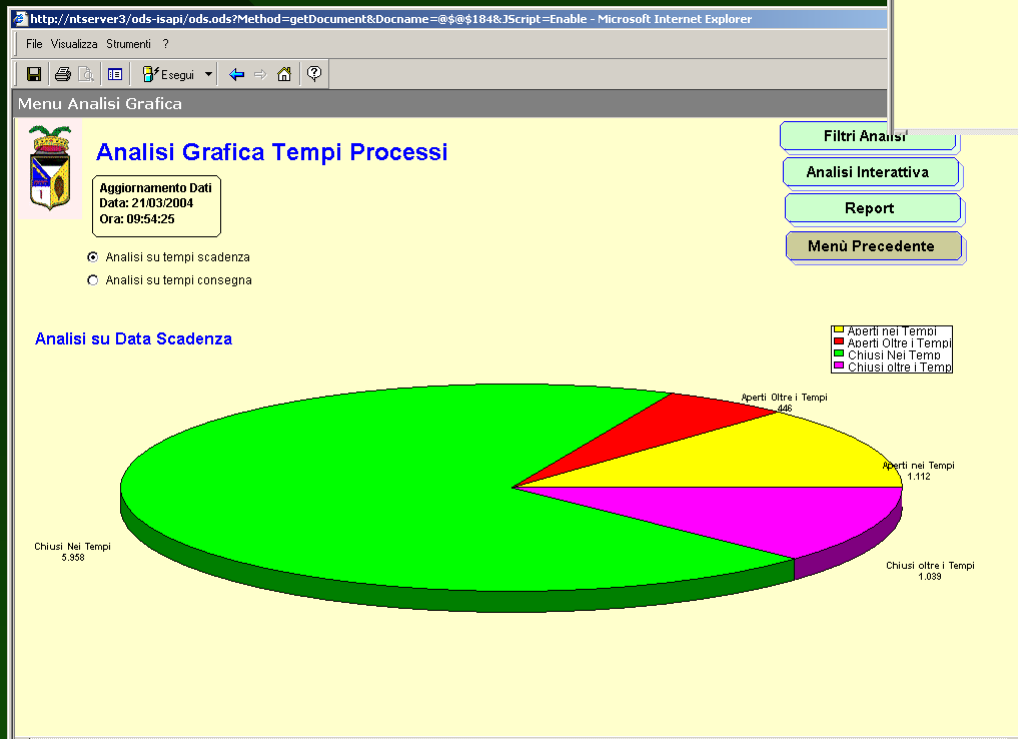 http://ntserver3/ods-isapi/ods.ods?Method=getDocument&Docname=@$@$184&JScript=Enable - Microsoft Internet Explorer
File Visualizza Strumenti ?
Esegui
Menu Analisi Grafica
Analisi Grafica Tempi Processi
Aggiornamento Dati
Data: 21/03/2004
Ora: 09:54:25
Filtri Analisi
Analisi Interattiva
Report
Menù Precedente
Analisi su tempi scadenza
Analisi su tempi consegna
Analisi su Data Scadenza
Aperti nei Tempi
Aperti Oltre i Tempi
Chiusi Nei Temp
Chiusi oltre i Temp
Aperti Oltre i Tempi
446
Aperti nei Tempi
1.112
Chiusi Nei Tempi
5.958
Chiusi oltre i Tempi
1.039